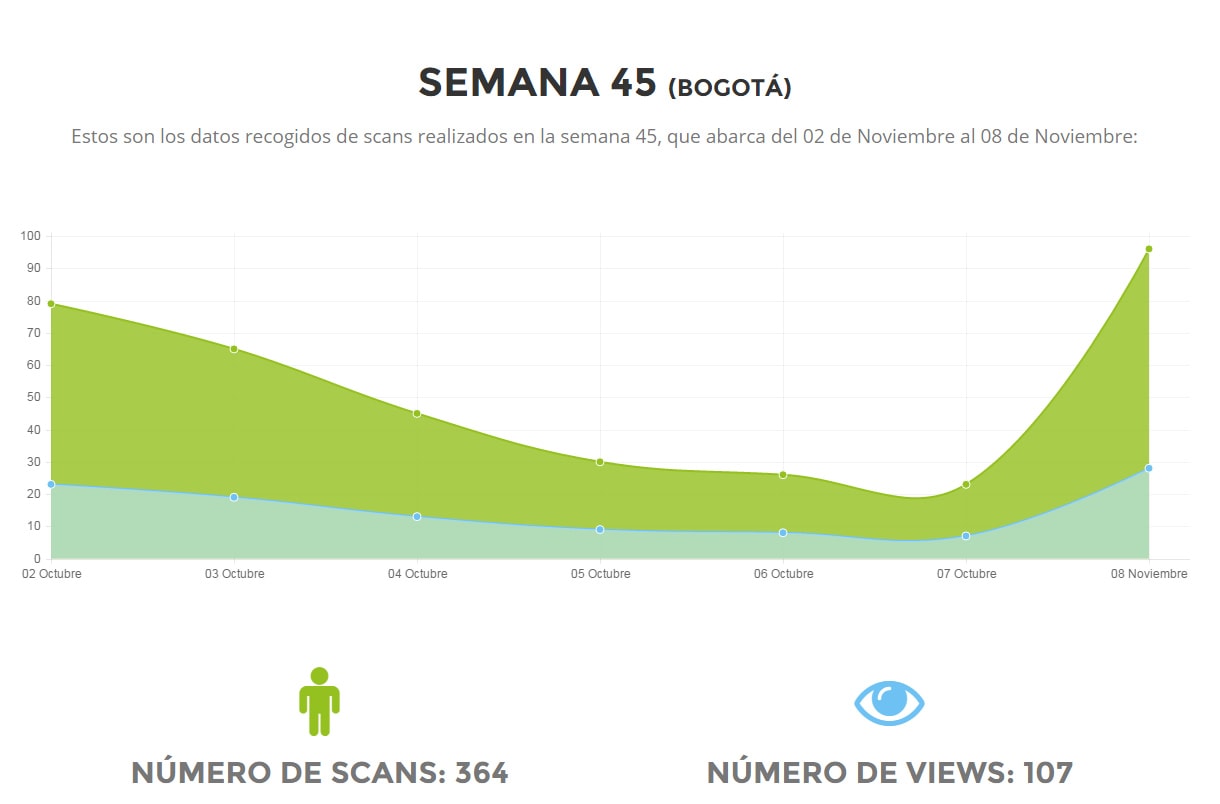 SEMANA 45 (BOGOTÁ)
Estos son los datos recogidos de scans realizados en la semana 45, que abarca del 02 de Noviembre al 08 de Noviembre:
100
90
80
70
60
50
40
30
20
10
0
02 Octubre 03 Octubre 04 Octubre 05 Octubre 06 Octubre 07 Octubre 08 Noviembre
NÚMERO DE SCANS: 364 NÚMERO DE VIEWS: 107